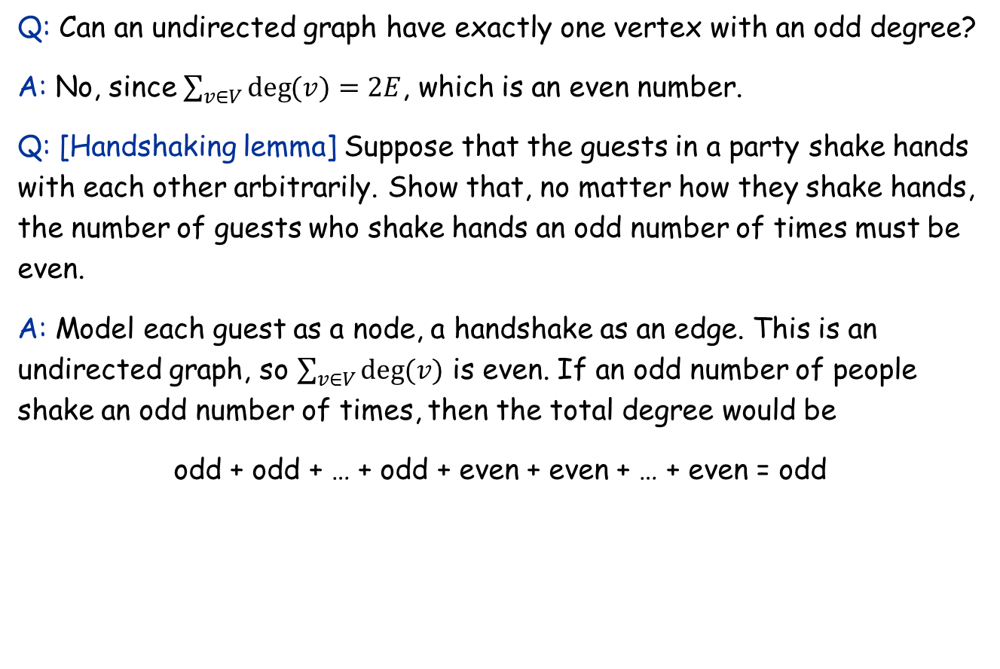 Q: Can an undirected graph have exactly one vertex with an odd degree?
A: No, since ∑_{v∈V} deg(v) = 2E, which is an even number.
Q: [Handshaking lemma] Suppose that the guests in a party shake hands
with each other arbitrarily. Show that, no matter how they shake hands,
the number of guests who shake hands an odd number of times must be
even.
A: Model each guest as a node, a handshake as an edge. This is an
undirected graph, so ∑_{v∈V} deg(v) is even. If an odd number of people
shake an odd number of times, then the total degree would be
odd + odd + … + odd + even + even + … + even = odd